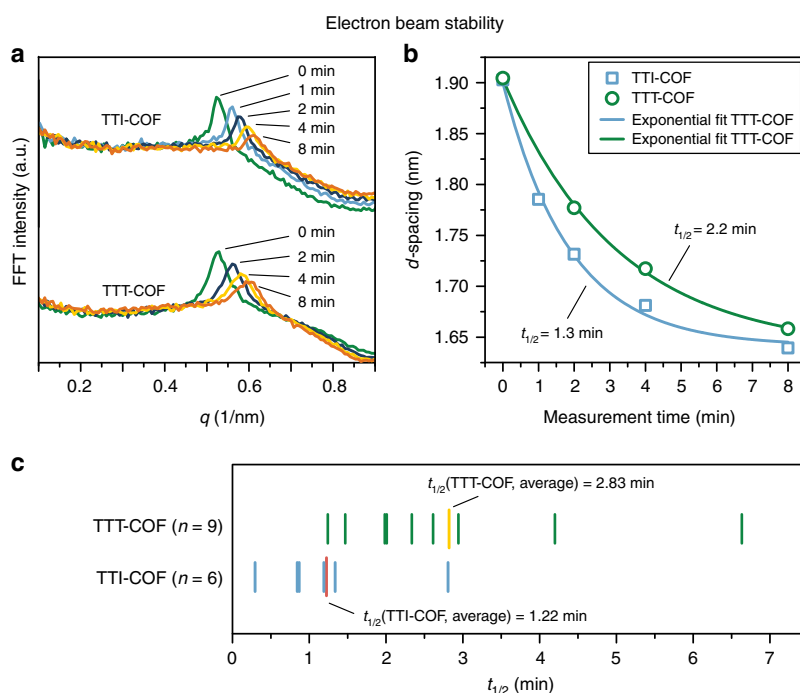 Electron beam stability
a
0 min
1 min
2 min
4 min
8 min
TTI-COF
0 min
2 min
4 min
8 min
TTT-COF
FFT intensity (a.u.)
0.2 0.4 0.6 0.8
q (1/nm)
b
TTI-COF
TTT-COF
Exponential fit TTT-COF
Exponential fit TTT-COF
1.90
1.85
1.80
1.75
1.70
1.65
d-spacing (nm)
t1/2 = 2.2 min
t1/2 = 1.3 min
0 1 2 3 4 5 6 7 8
Measurement time (min)
c
t1/2(TTT-COF, average) = 2.83 min
TTT-COF (n = 9)
TTI-COF (n = 6)
t1/2(TTI-COF, average) = 1.22 min
0 1 2 3 4 5 6 7
t1/2 (min)